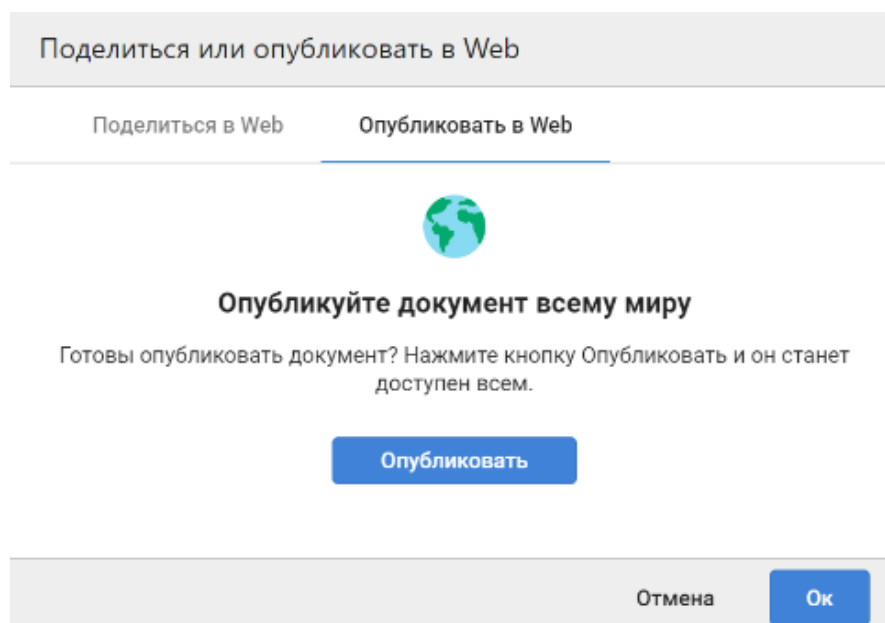 Поделиться или опубликовать в Web
Поделиться в Web
Опубликовать в Web
Опубликуйте документ всему миру
Готовы опубликовать документ? Нажмите кнопку Опубликовать и он станет
доступен всем.
Опубликовать
Отмена
Ок